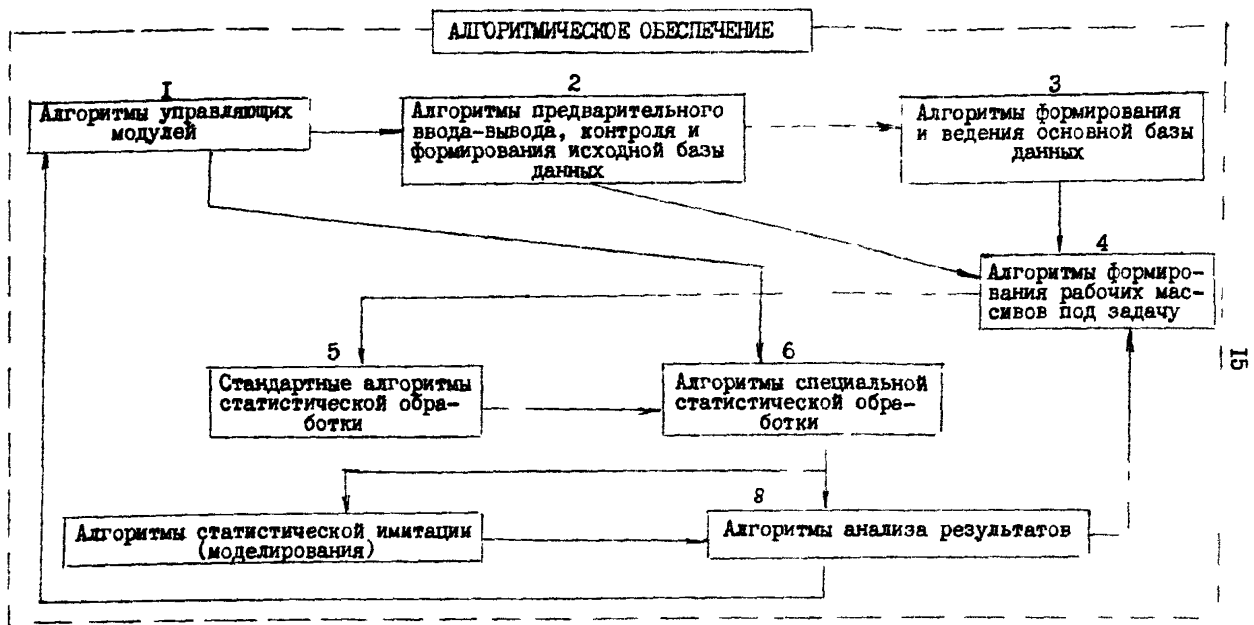 АЛГОРИТМИЧЕСКОЕ ОБЕСПЕЧЕНИЕ
I
Алгоритмы управляющих
модулей
2
Алгоритмы предварительного
ввода-вывода, контроля и
формирования исходной базы
данных
3
Алгоритмы формирования
и ведения основной базы
данных
4
Алгоритмы формиро-
вания рабочих мас-
сивов под задачу
5
Стандартные алгоритмы
статистической обра-
ботки
6
Алгоритмы специальной
статистической обра-
ботки
Алгоритмы статистической имитации
(моделирования)
8
Алгоритмы анализа результатов
I5